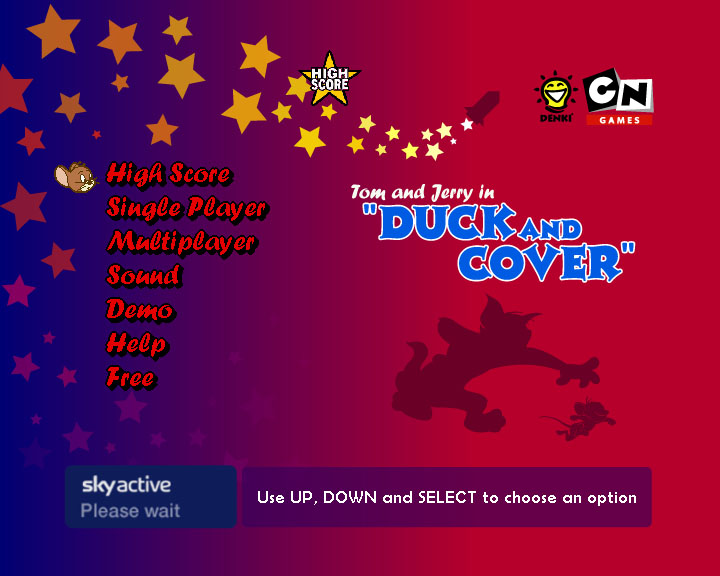 HIGH
SCORE
DENKI
CN
GAMES
High Score
Single Player
Multiplayer
Sound
Demo
Help
Free
Tom and Jerry in
"DUCK AND
COVER"
skyactive
Please wait
Use UP, DOWN and SELECT to choose an option